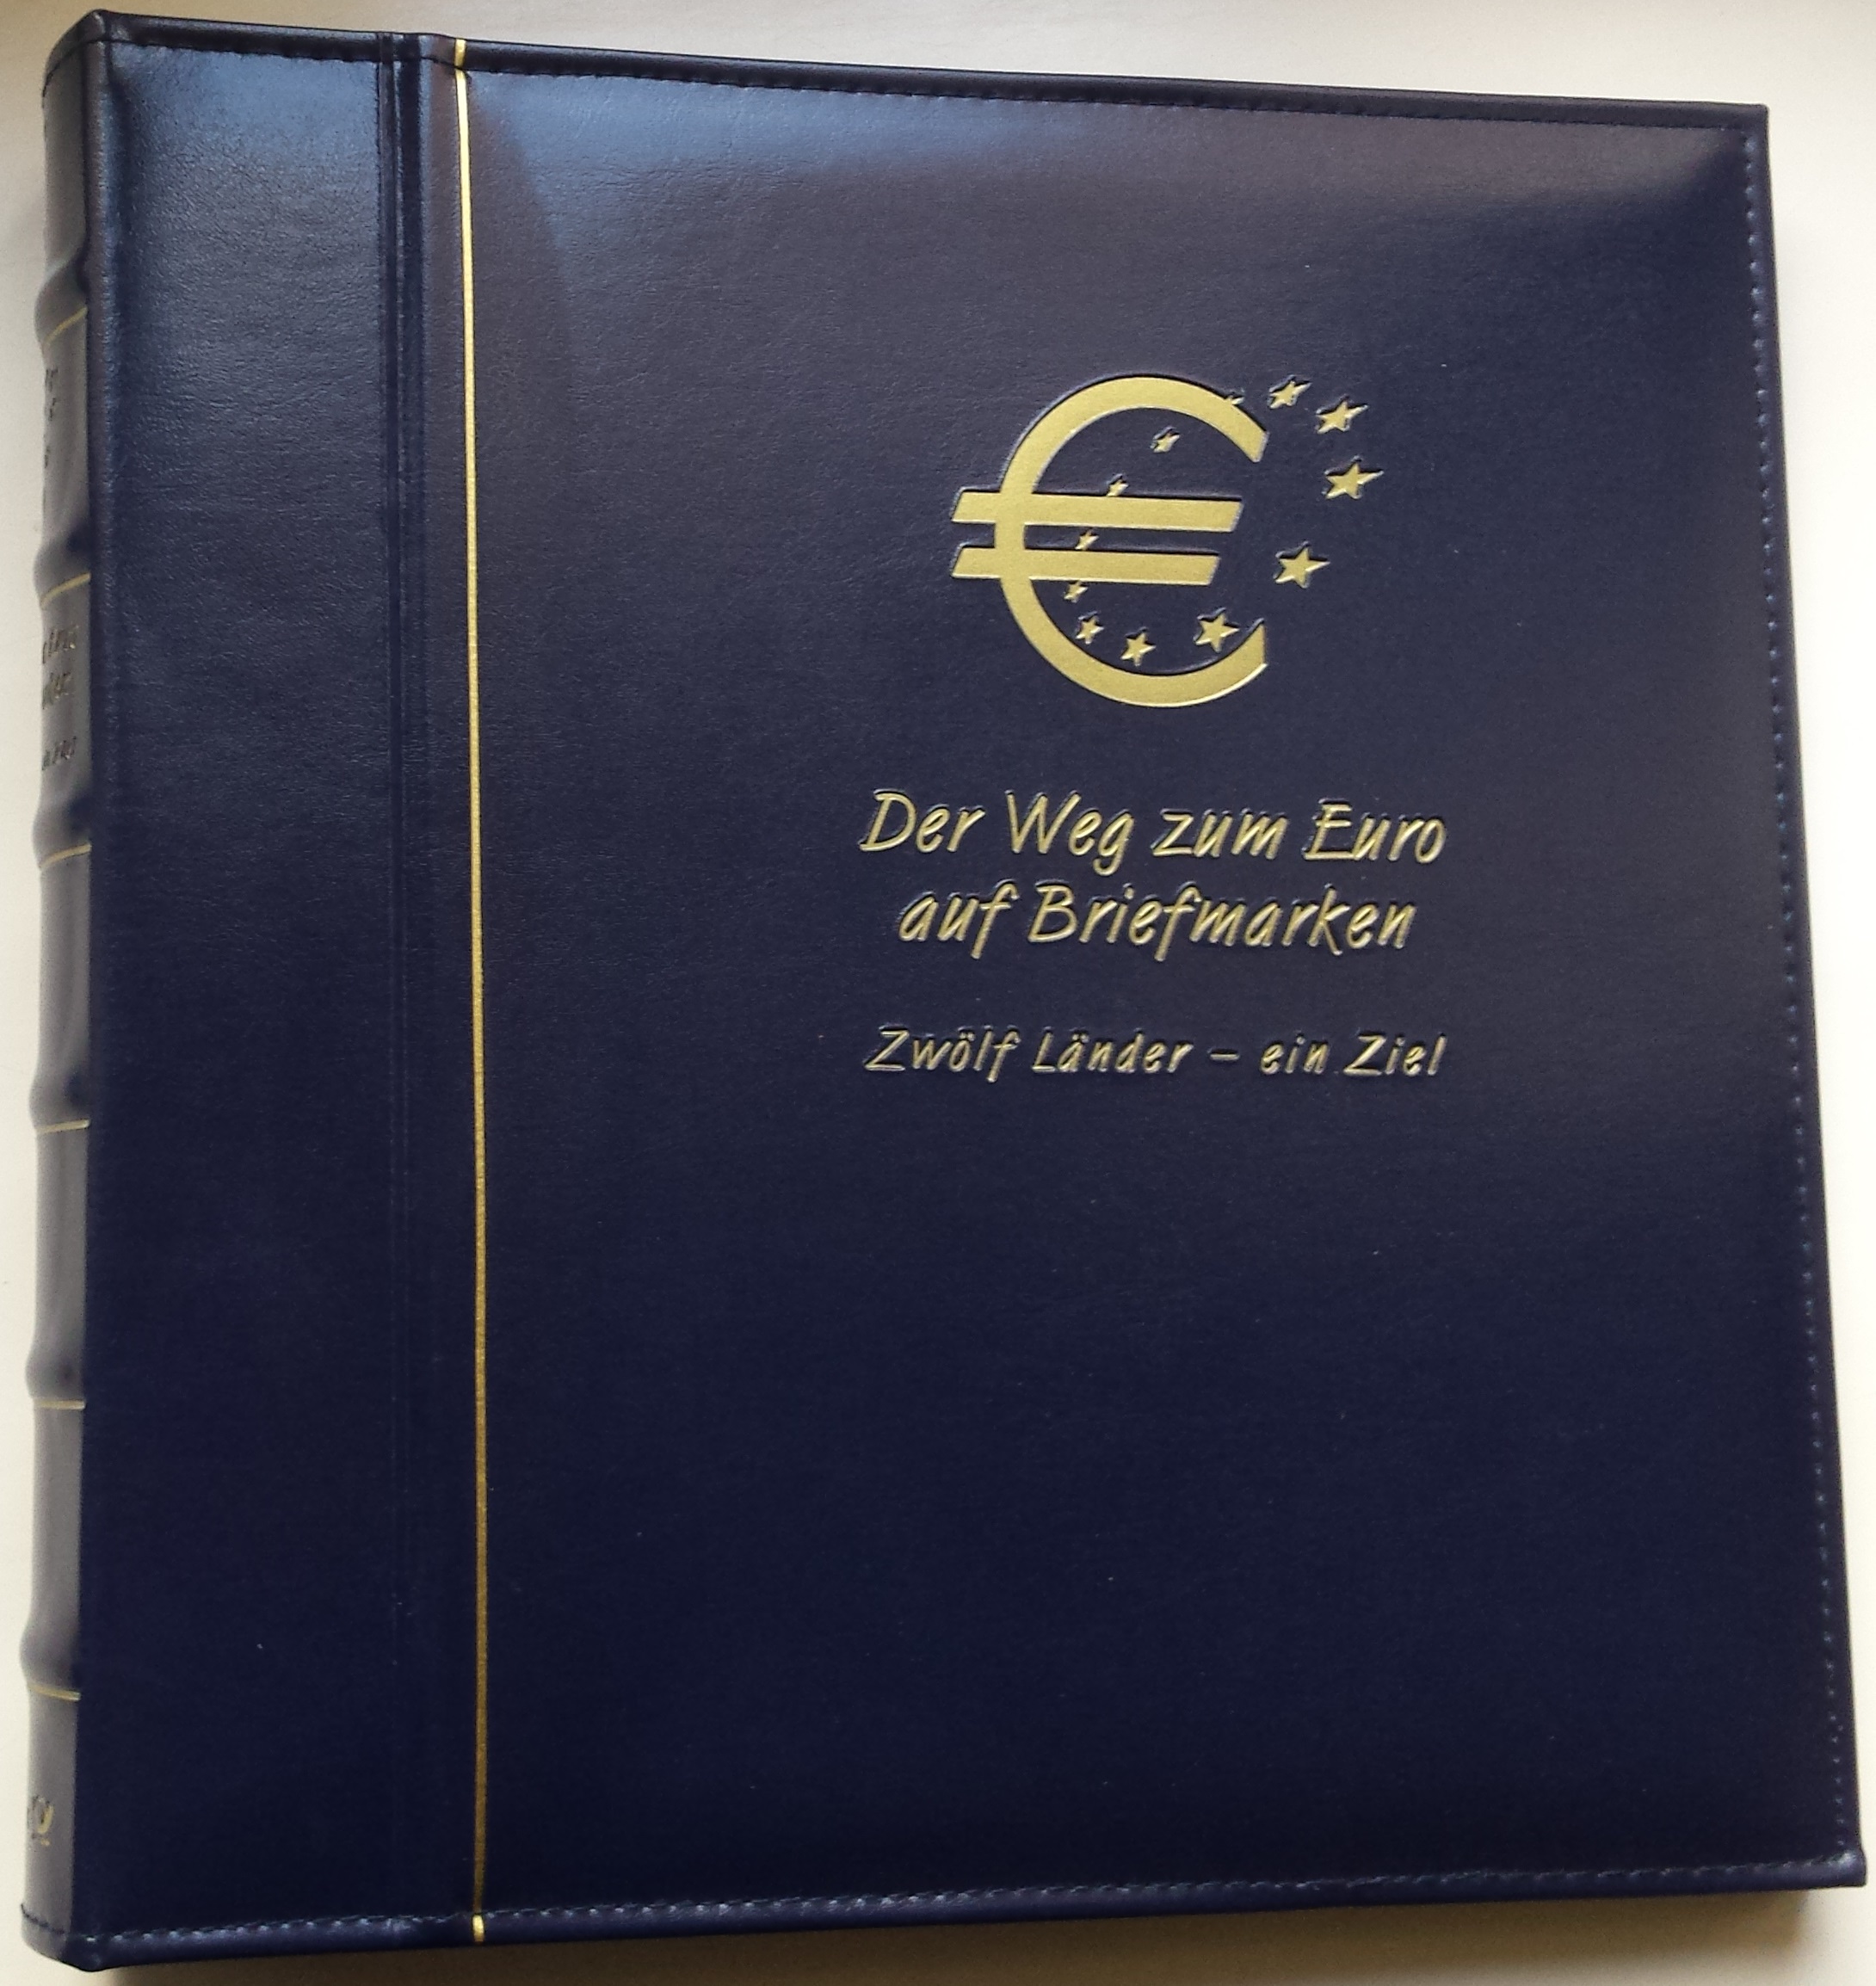 €
Der Weg zum Euro
auf Briefmarken
Zwölf Länder – ein Ziel